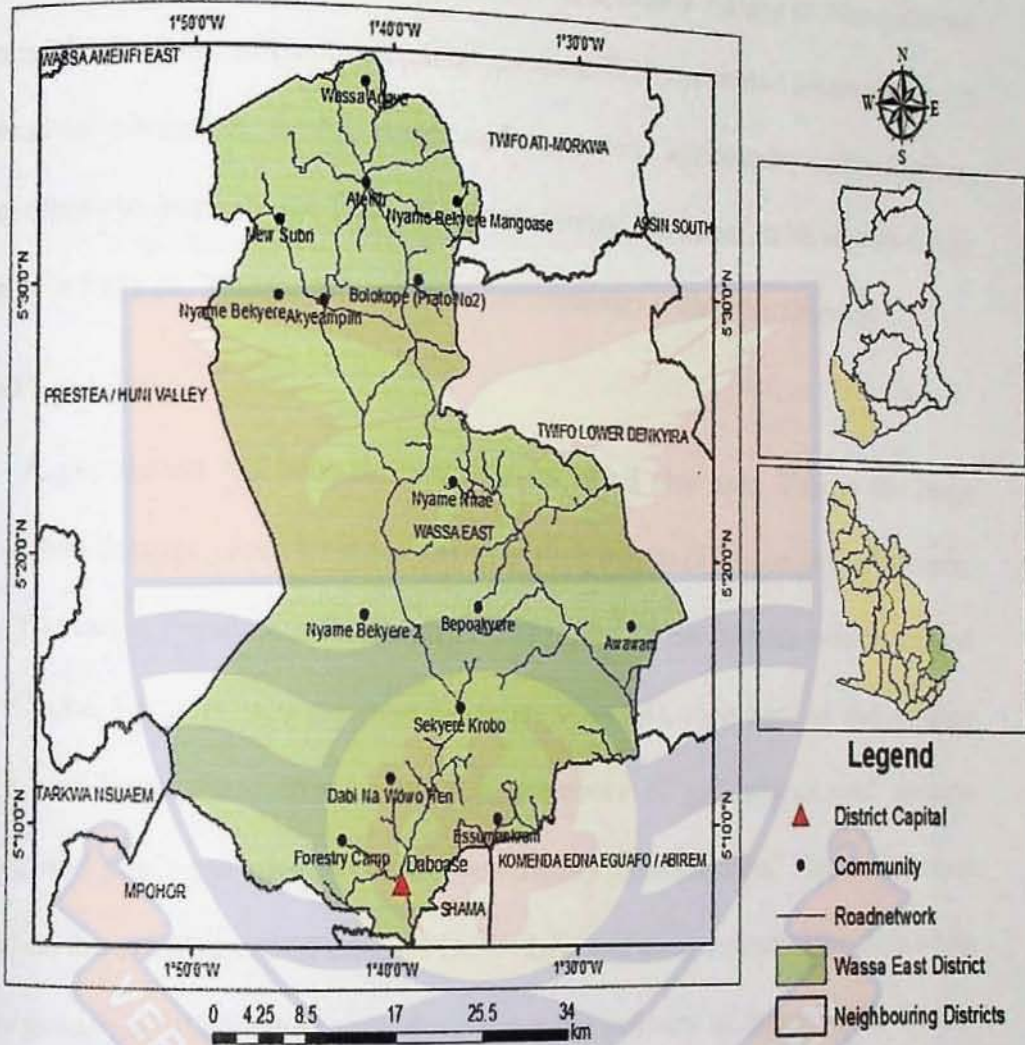 1°50'0"W 1°40'0"W 1°30'0"W
WASSA AMENFI EAST
Wassa Agave
TWIFO ATI-MORKWA
Nyame Bekyere Mangoase
ASSIN SOUTH
New Subri
5°30'0"N 5°30'0"N
Bolokope (Prato No2)
Nyame Bekyere Akyeampim
PRESTEA / HUNI VALLEY
TWIFO LOWER DENKYIRA
Nyame Nnae
WASSA EAST
5°20'0"N 5°20'0"N
Nyame Bekyere 2
Bepoakyere
Awawam
Sekyere Krobo
TARKWA NSUAEM
Dabi Na Wowo Hen
5°10'0"N 5°10'0"N
Essumankrom
Forestry Camp
Daboase
KOMENDA EDNA EGUAFO / ABIREM
MPOHOR
SHAMA
1°50'0"W 1°40'0"W 1°30'0"W
0 4.25 8.5 17 25.5 34
km
N
W E
S
Legend
District Capital
Community
Roadnetwork
Wassa East District
Neighbouring Districts